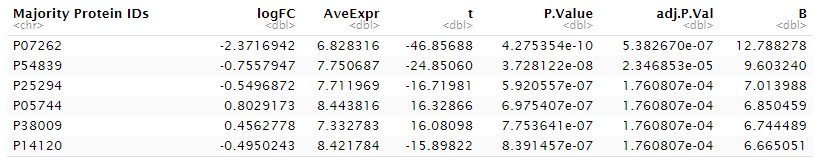 Majority Protein IDs logFC AveExpr t P.Value adj.P.Val B
<chr> <dbl> <dbl> <dbl> <dbl> <dbl> <dbl>
P07262 -2.3716942 6.828316 -46.85688 4.275354e-10 5.382670e-07 12.788278
P54839 -0.7557947 7.750687 -24.85060 3.728122e-08 2.346853e-05 9.603240
P25294 -0.5496872 7.711969 -16.71981 5.920557e-07 1.760807e-04 7.013988
P05744 0.8029173 8.443816 16.32866 6.975407e-07 1.760807e-04 6.850459
P38009 0.4562778 7.332783 16.08098 7.753641e-07 1.760807e-04 6.744489
P14120 -0.4950243 8.421784 -15.89822 8.391457e-07 1.760807e-04 6.665051